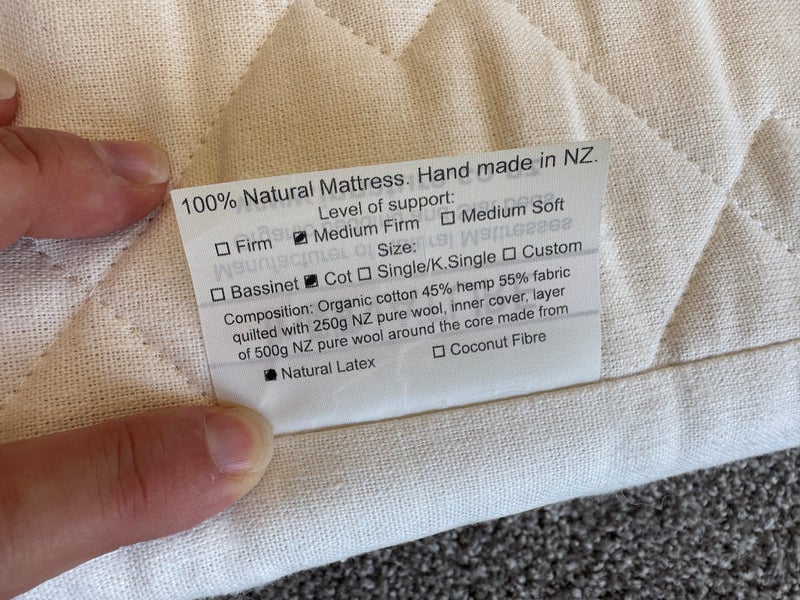 100% Natural Mattress. Hand made in NZ.
Level of support:
☐ Firm ☑ Medium Firm ☐ Medium Soft
Size:
☐ Bassinet ☑ Cot ☐ Single/K.Single ☐ Custom
Composition: Organic cotton 45% hemp 55% fabric
quilted with 250g NZ pure wool, inner cover, layer
of 500g NZ pure wool around the core made from
☑ Natural Latex ☐ Coconut Fibre